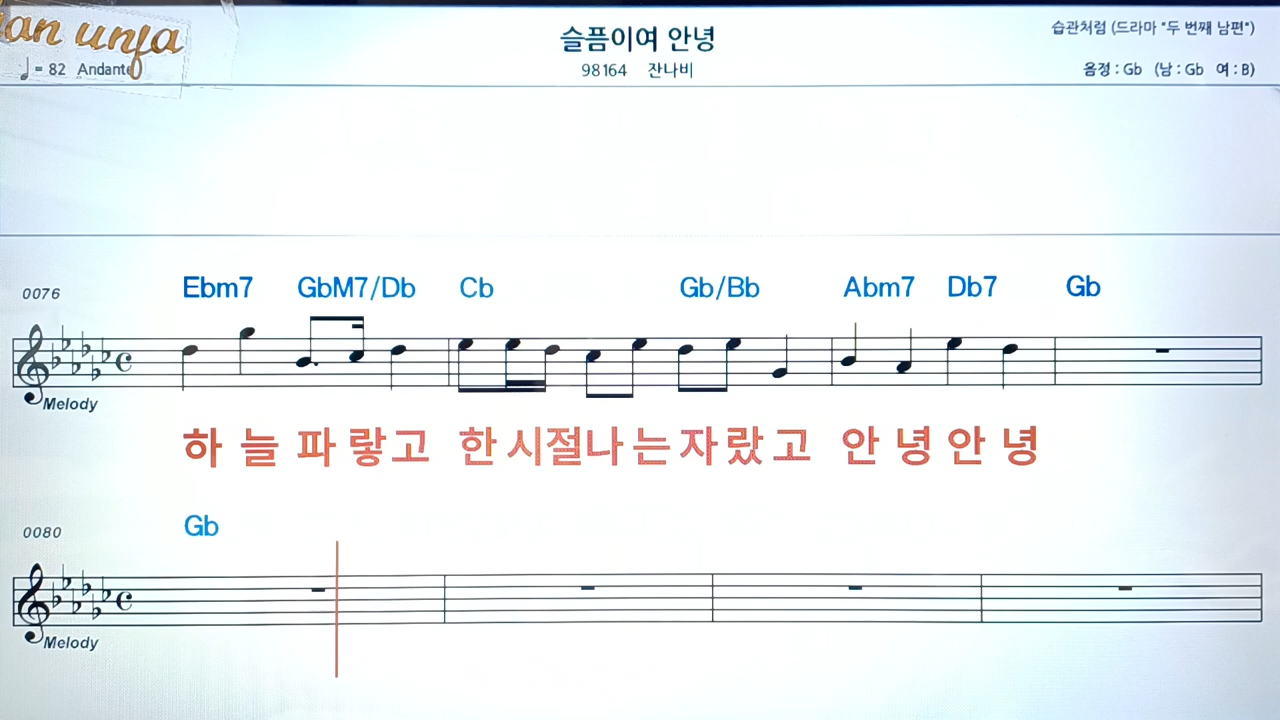 an unfa
♩ = 82 Andante
슬픔이여 안녕
98164 잔나비
습관처럼 (드라마 "두 번째 남편")
음정 : Gb (남 : Gb 여 : B)
Ebm7 GbM7/Db Cb Gb/Bb Abm7 Db7 Gb
0076
Melody
하 늘 파 랗고 한시절나는자랐고 안녕안녕
Gb
0080
Melody